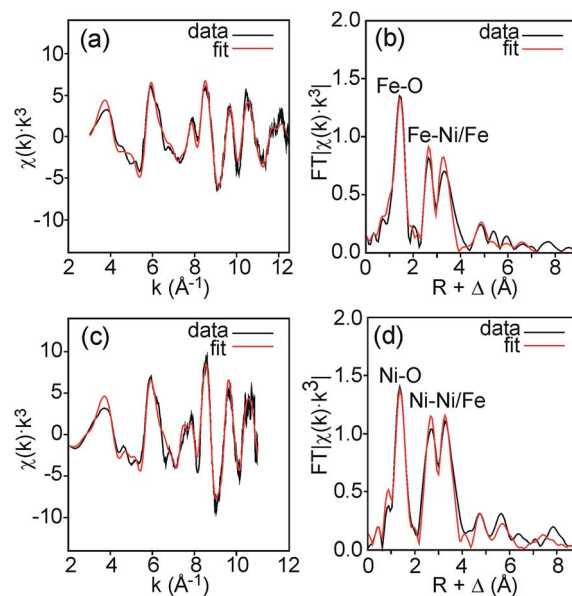 (a)
data
fit
10
5
0
-5
-10
χ(k)·k³
2 4 6 8 10 12
k (Å⁻¹)
(b)
data
fit
Fe-O
Fe-Ni/Fe
2.0
1.5
1.0
0.5
0.0
FT|χ(k)·k³|
0 2 4 6 8
R + Δ (Å)
(c)
data
fit
10
5
0
-5
-10
χ(k)·k³
2 4 6 8 10 12
k (Å⁻¹)
(d)
data
fit
Ni-O
Ni-Ni/Fe
2.0
1.5
1.0
0.5
0.0
FT|χ(k)·k³|
0 2 4 6 8
R + Δ (Å)